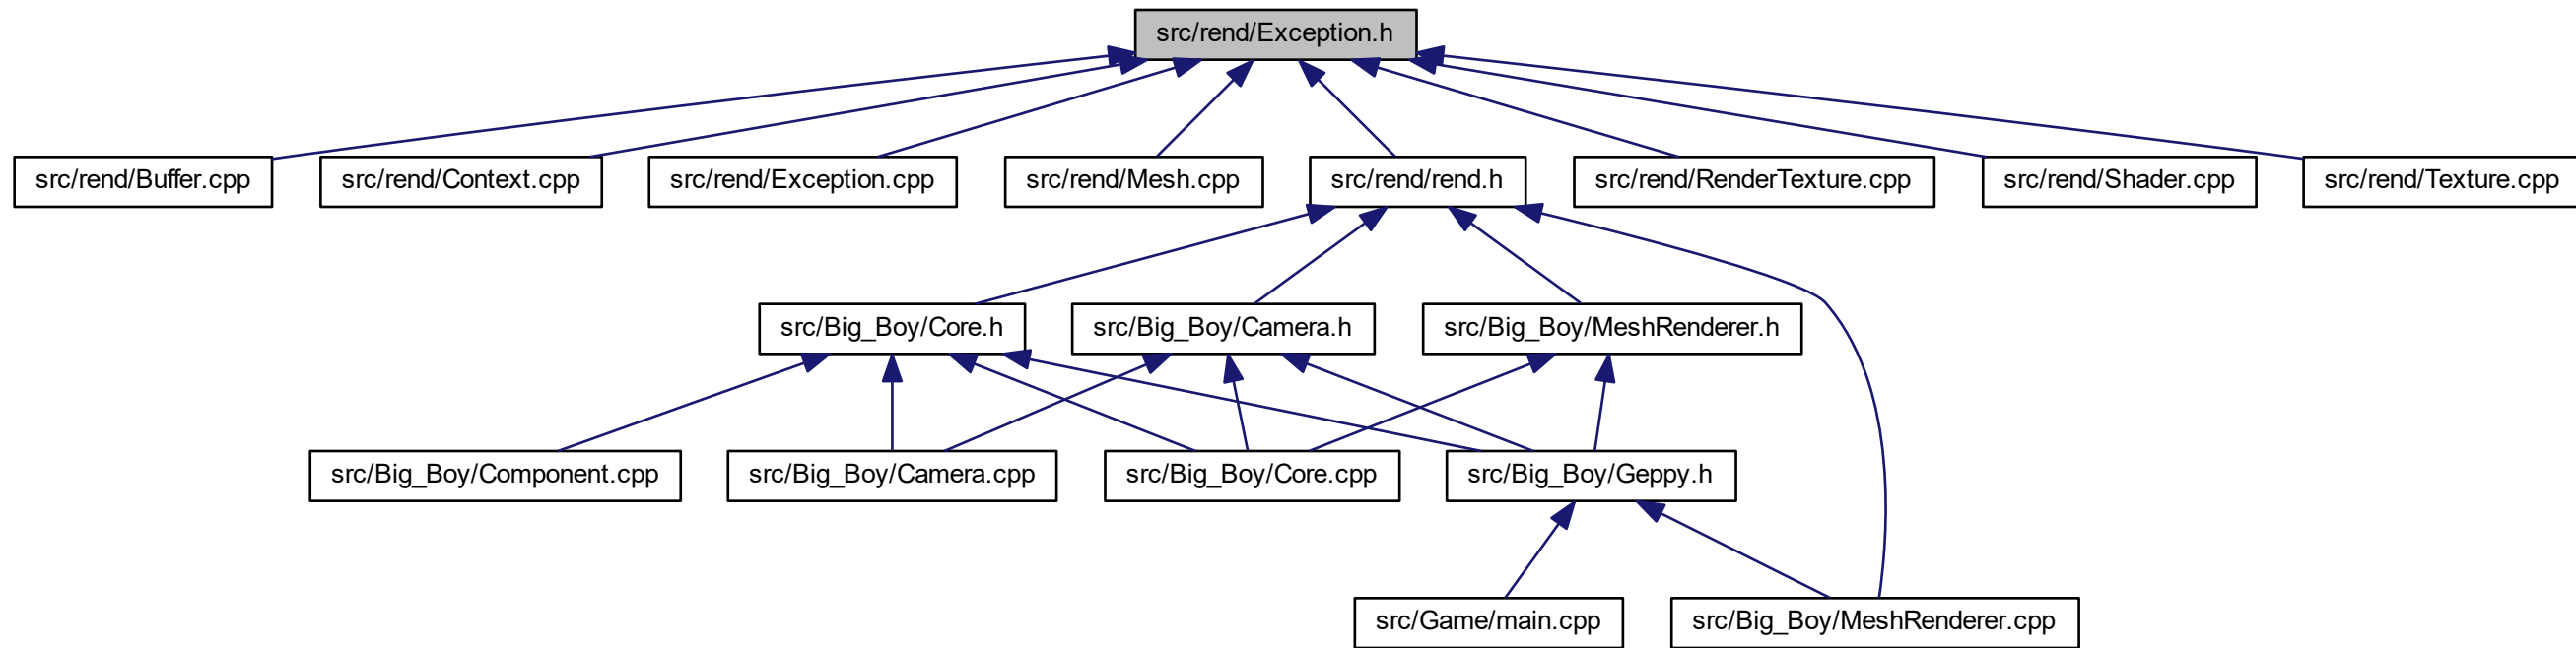 src/rend/Exception.h
src/rend/Buffer.cpp
src/rend/Context.cpp
src/rend/Exception.cpp
src/rend/Mesh.cpp
src/rend/rend.h
src/rend/RenderTexture.cpp
src/rend/Shader.cpp
src/rend/Texture.cpp
src/Big_Boy/Core.h
src/Big_Boy/Camera.h
src/Big_Boy/MeshRenderer.h
src/Big_Boy/Component.cpp
src/Big_Boy/Camera.cpp
src/Big_Boy/Core.cpp
src/Big_Boy/Geppy.h
src/Game/main.cpp
src/Big_Boy/MeshRenderer.cpp